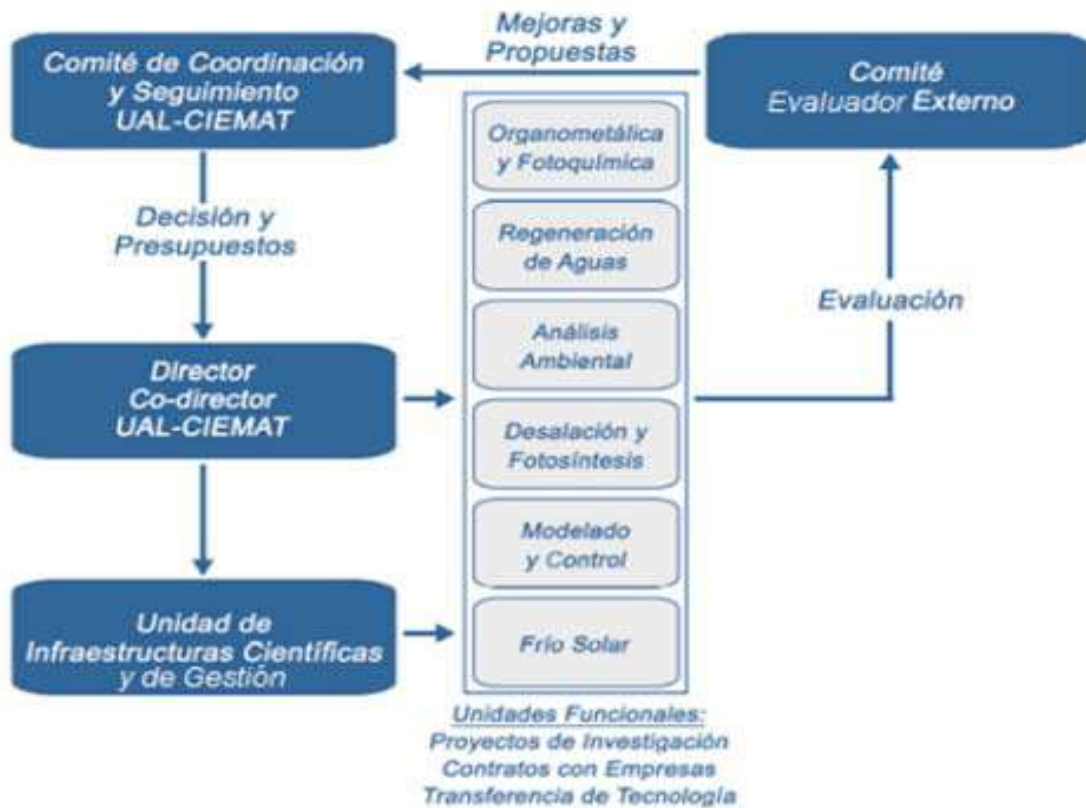 Comité de Coordinación
y Seguimiento
UAL-CIEMAT
Mejoras y
Propuestas
Comité
Evaluador Externo
Decisión y
Presupuestos
Director
Co-director
UAL-CIEMAT
Unidad de
Infraestructuras Científicas
y de Gestión
Organometálica
y Fotoquímica
Regeneración
de Aguas
Análisis
Ambiental
Desalación y
Fotosíntesis
Modelado
y Control
Frío Solar
Evaluación
Unidades Funcionales:
Proyectos de Investigación
Contratos con Empresas
Transferencia de Tecnología